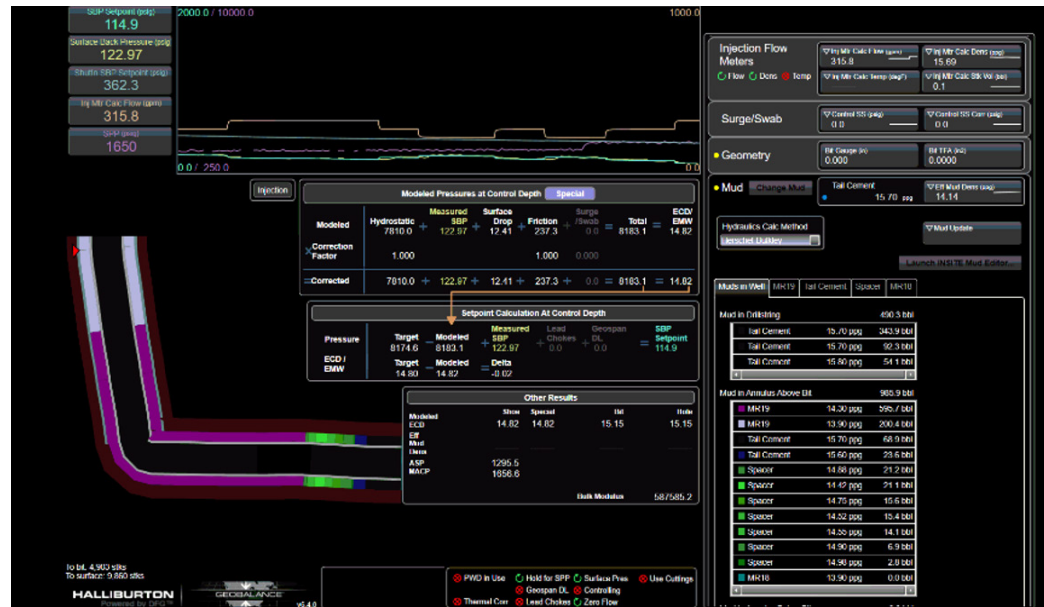 SBP Setpoint (psig)
114.9
Surface Back Pressure (psig
122.97
Shutin SBP Setpoint (psig)
362.3
Inj Mtr Calc Flow (gpm)
315.8
SPP (psig)
1650
2000.0 / 10000.0
1000.0
0.0 / 250.0
0.0
Injection
Modeled Pressures at Control Depth Special
Modeled
Hydrostatic
7810.0
+
Measured
SBP
122.97
+
Surface
Drop
12.41
+
Friction
237.3
+
Surge
/Swab
0.0
=
Total
8183.1
=
ECD/
EMW
14.82
×Correction
Factor
1.000 1.000 0.000
=Corrected 7810.0 + 122.97 + 12.41 + 237.3 + 0.0 = 8183.1 = 14.82
Setpoint Calculation At Control Depth
Pressure
Target
8174.6
–
Modeled
8183.1
+
Measured
SBP
122.97
+
Lead
Chokes
0.0
+
Geospan
DL
0.0
=
SBP
Setpoint
114.9
ECD /
EMW
Target
14.80
–
Modeled
14.82
=
Delta
-0.02
Other Results
Shoe Special Bit Hole
Modeled
ECD
14.82 14.82 15.15 15.15
Eff
Mud
Dens
ASP 1295.5
MACP 1656.6
Bulk Modulus 587585.2
To bit: 4,903 stks
To surface: 9,860 stks
HALLIBURTON
Powered by DFG™
GEOBALANCE
v6.4.0
PWD in Use Hold for SPP Surface Pres Use Cuttings
Geospan DL Controlling
Thermal Corr Lead Chokes Zero Flow
Injection Flow
Meters
Flow Dens Temp
Inj Mtr Calc Flow (gpm)
315.8
Inj Mtr Calc Dens (ppg)
15.69
Inj Mtr Calc Temp (degF)
Inj Mtr Calc Stk Vol (bbl)
0.1
Surge/Swab
Control SS (psig)
0.0
Control SS Corr (psig)
0.0
Geometry
Bit Gauge (in)
0.000
Bit TFA (in2)
0.0000
Mud
Change Mud
Tail Cement
15.70 ppg
Eff Mud Dens (ppg)
14.14
Hydraulics Calc Method
Herschel Bulkley
Mud Update
Launch INSITE Mud Editor...
Muds in Well MR19 Tail Cement Spacer MR18
Mud in Drillstring 490.3 bbl
Tail Cement 15.70 ppg 343.9 bbl
Tail Cement 15.70 ppg 92.3 bbl
Tail Cement 15.80 ppg 54.1 bbl
Mud in Annulus Above Bit 985.9 bbl
MR19 14.30 ppg 595.7 bbl
MR19 13.90 ppg 200.4 bbl
Tail Cement 15.70 ppg 68.9 bbl
Tail Cement 15.60 ppg 23.6 bbl
Spacer 14.88 ppg 21.2 bbl
Spacer 14.42 ppg 21.1 bbl
Spacer 14.75 ppg 15.6 bbl
Spacer 14.52 ppg 15.4 bbl
Spacer 14.55 ppg 14.1 bbl
Spacer 14.90 ppg 6.9 bbl
Spacer 14.98 ppg 2.8 bbl
MR18 13.90 ppg 0.0 bbl